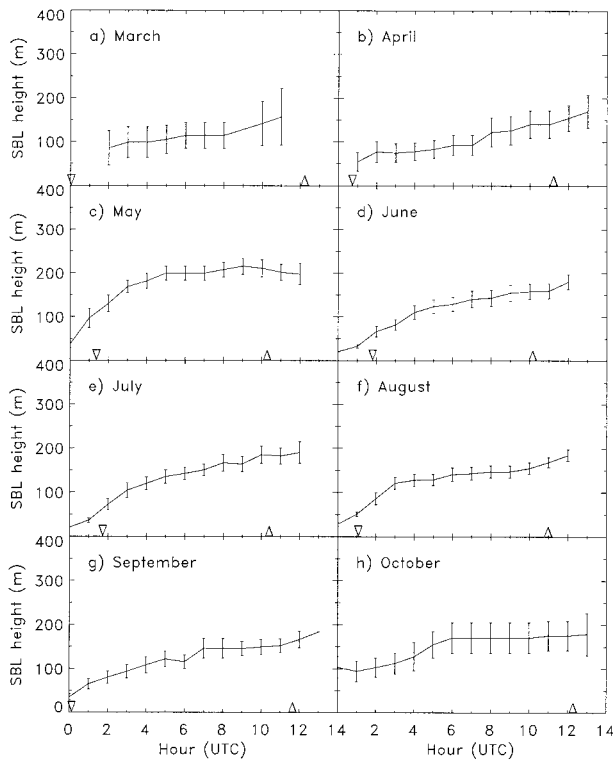 400
300
200
100
SBL height (m)
a) March
b) April
400
300
200
100
SBL height (m)
c) May
d) June
400
300
200
100
SBL height (m)
e) July
f) August
400
300
200
100
0
SBL height (m)
g) September
h) October
0 2 4 6 8 10 12 14 2 4 6 8 10 12 14
Hour (UTC) Hour (UTC)